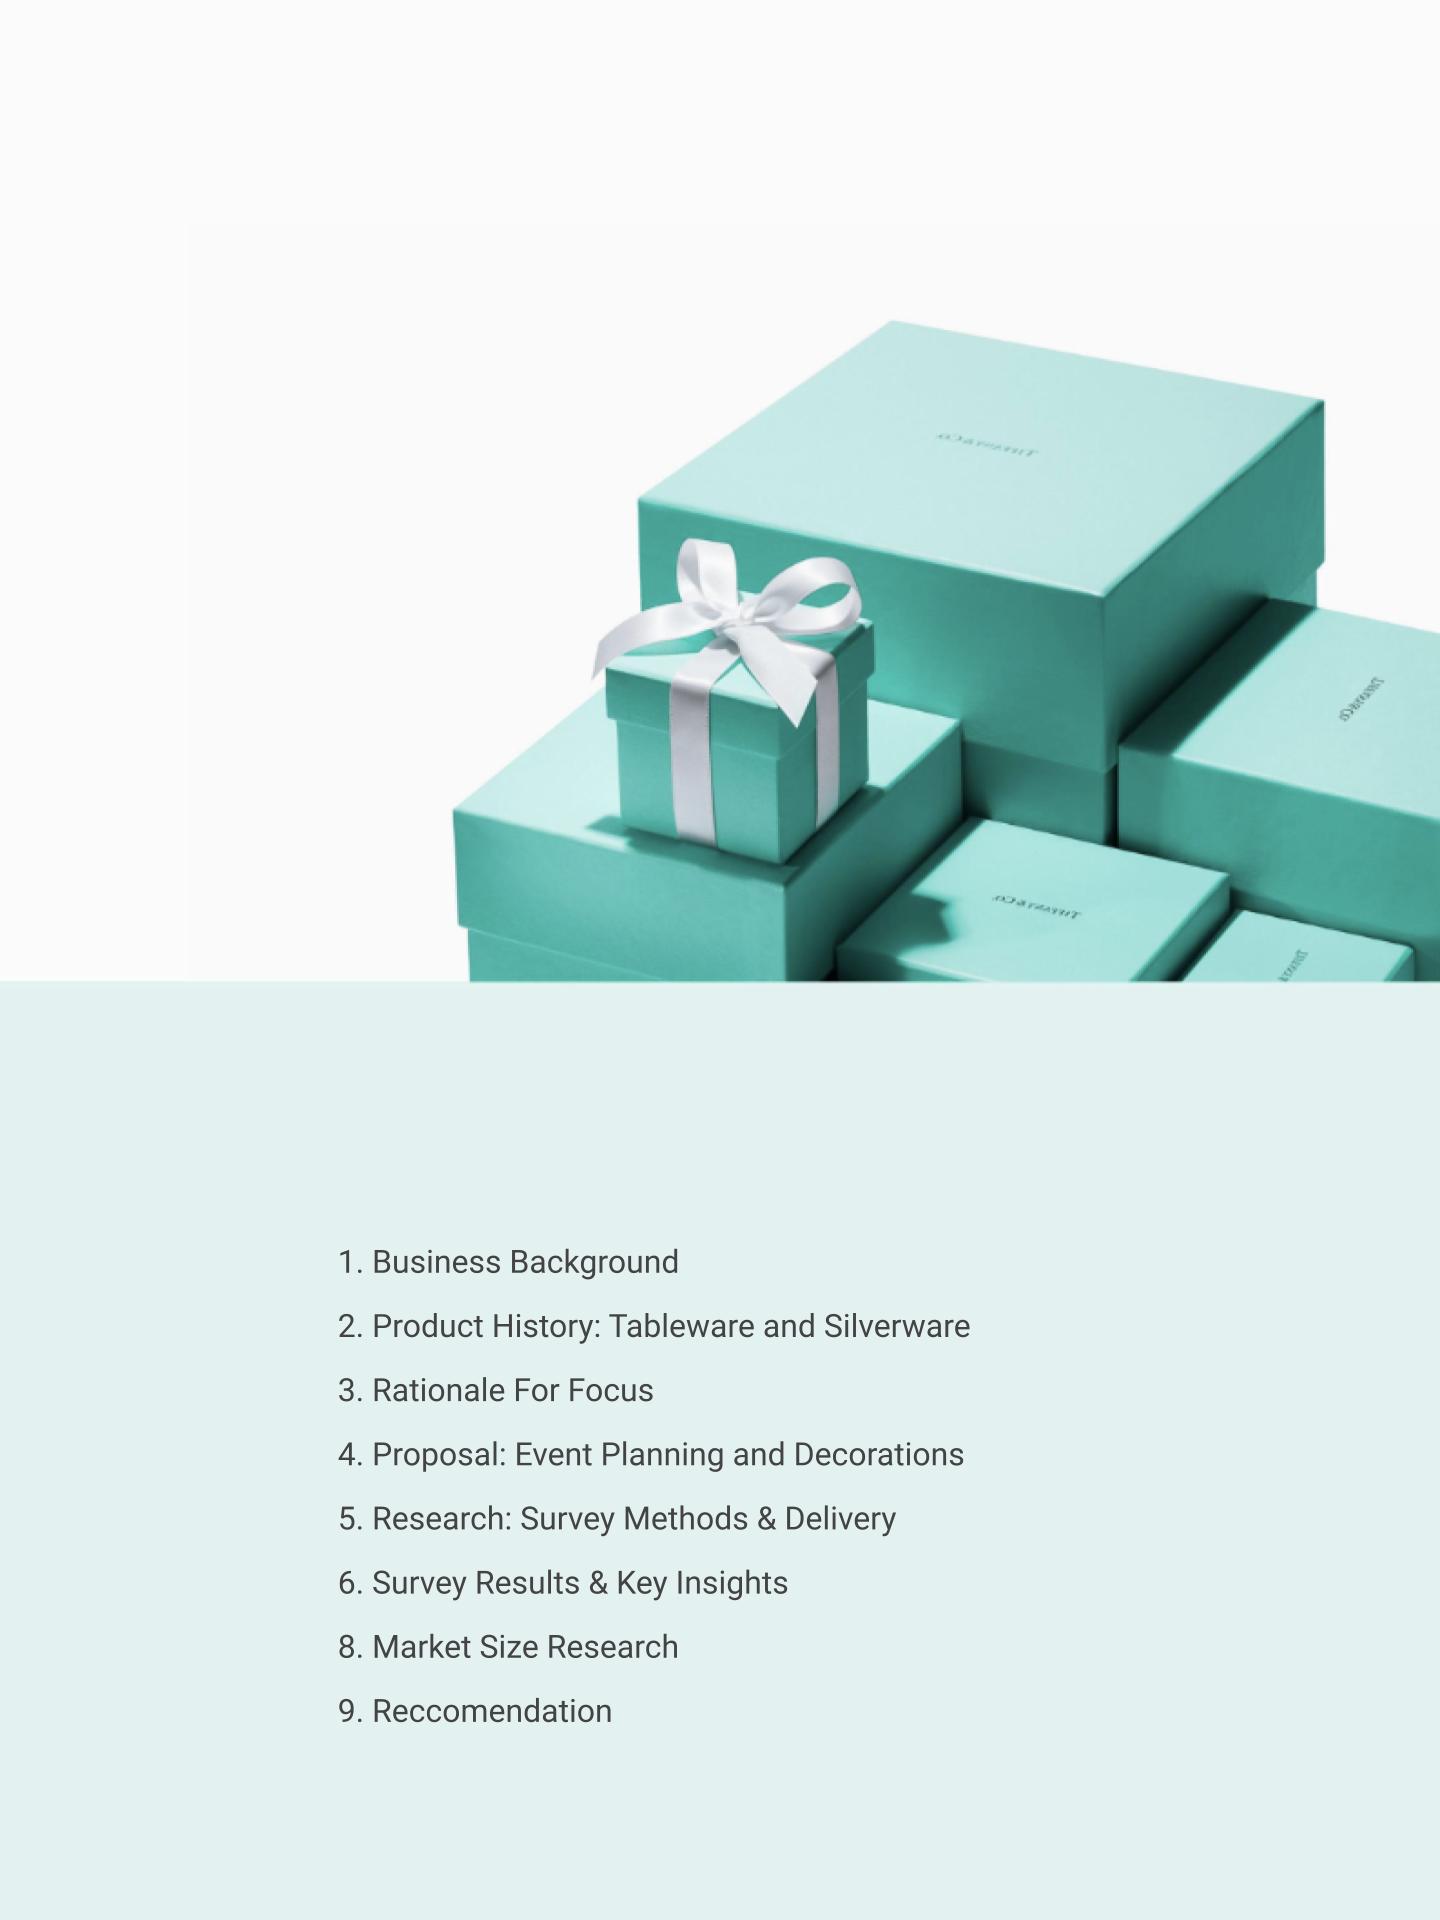 TIFFANY & CO.
TIFFANY & CO.
TIFFANY & CO.
TIFFANY &
1. Business Background
2. Product History: Tableware and Silverware
3. Rationale For Focus
4. Proposal: Event Planning and Decorations
5. Research: Survey Methods & Delivery
6. Survey Results & Key Insights
8. Market Size Research
9. Reccomendation